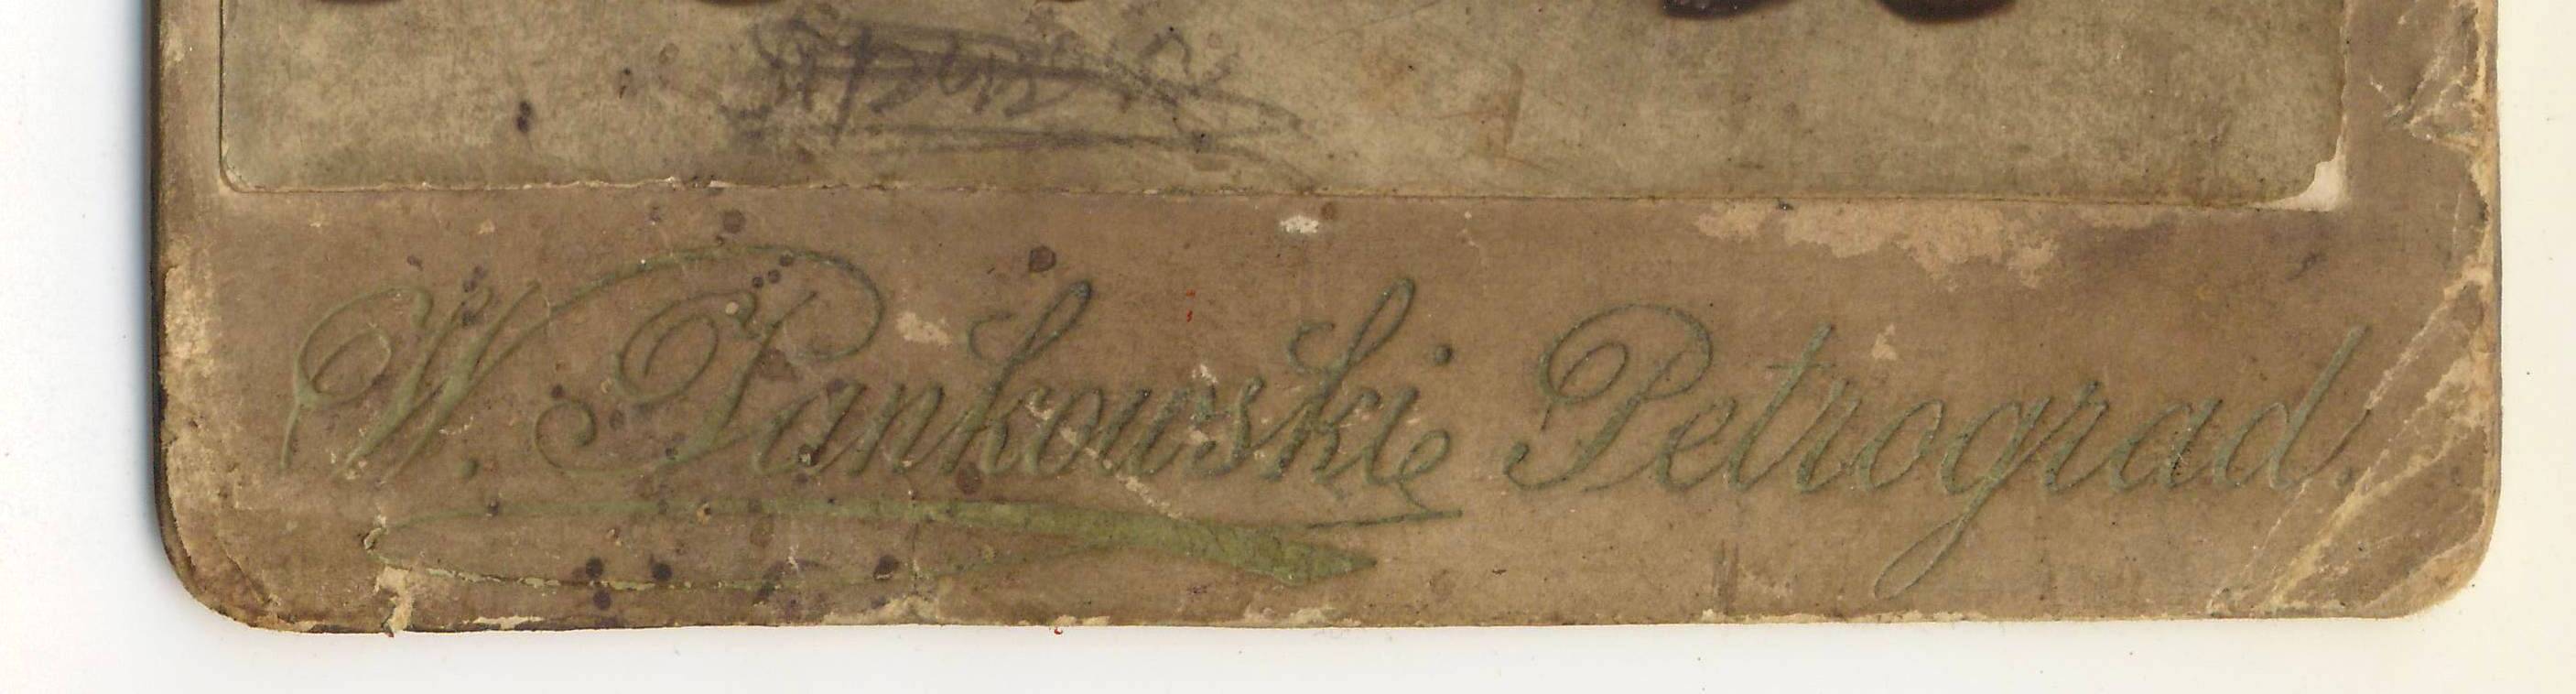 W. Pankowski Petrograd.